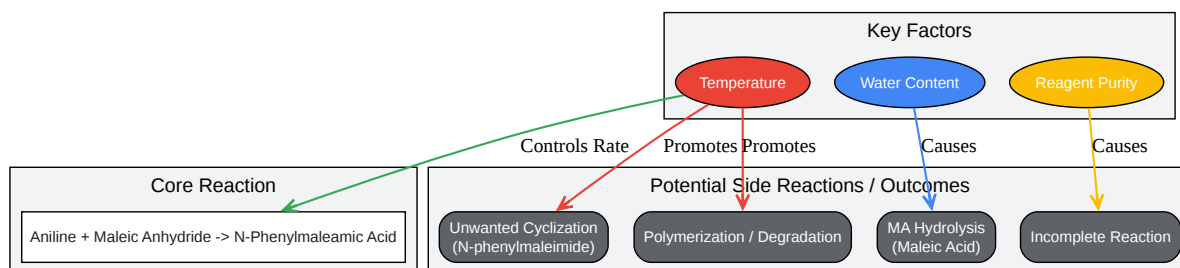 Key Factors
Temperature
Water Content
Reagent Purity
Controls Rate
Promotes
Promotes
Causes
Causes
Core Reaction
Potential Side Reactions / Outcomes
Aniline + Maleic Anhydride -> N-Phenylmaleamic Acid
Unwanted Cyclization
(N-phenylmaleimide)
Polymerization / Degradation
MA Hydrolysis
(Maleic Acid)
Incomplete Reaction